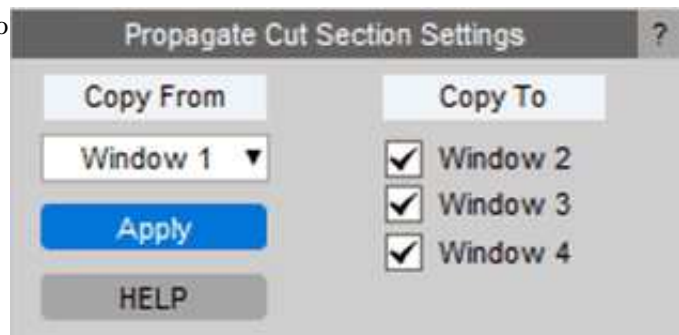 o
Propagate Cut Section Settings ?
Copy From
Copy To
Window 1
Window 2
Window 3
Window 4
Apply
HELP